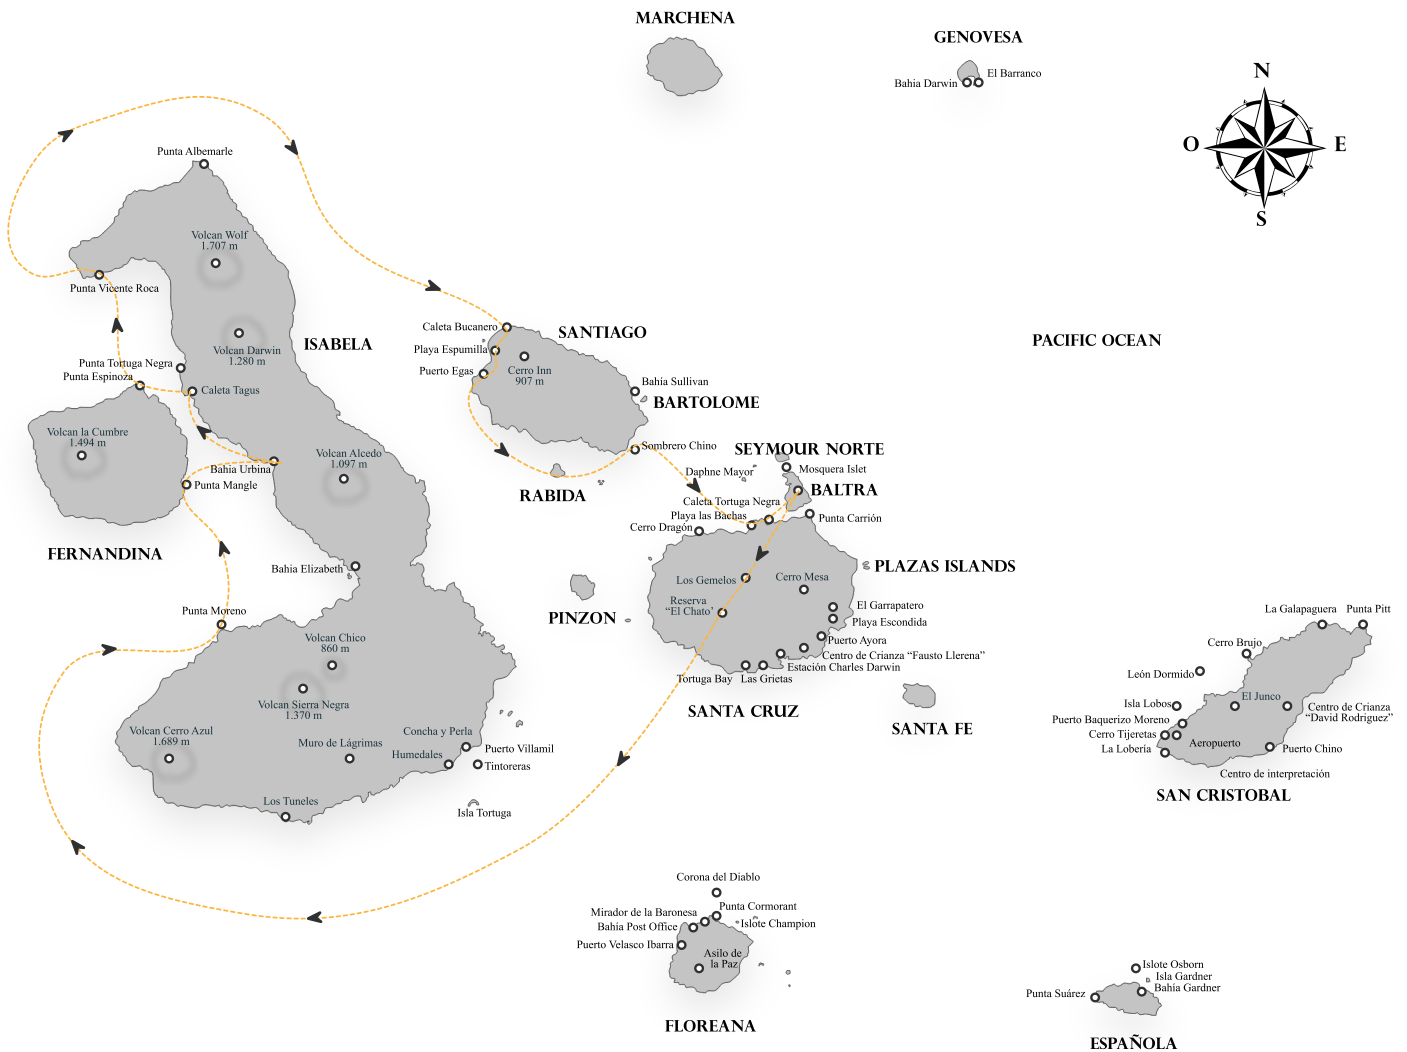 MARCHENA
GENOVESA
El Barranco
Bahia Darwin
N
O
E
S
Punta Albemarle
Volcan Wolf
1.707 m
Punta Vicente Roca
Volcan Darwin
1.280 m
ISABELA
Punta Tortuga Negra
Punta Espinoza
Caleta Tagus
Volcan la Cumbre
1.494 m
Bahia Urbina
Punta Mangle
Volcan Alcedo
1.097 m
FERNANDINA
Bahia Elizabeth
Punta Moreno
Volcan Chico
860 m
Volcan Sierra Negra
1.370 m
Volcan Cerro Azul
1.689 m
Muro de Lágrimas
Concha y Perla
Humedales
Puerto Villamil
Tintoreras
Los Tuneles
Isla Tortuga
Caleta Bucanero
SANTIAGO
Playa Espumilla
Puerto Egas
Cerro Inn
907 m
Bahia Sullivan
BARTOLOME
Sombrero Chino
RABIDA
PINZON
PACIFIC OCEAN
SEYMOUR NORTE
Daphne Mayor
Mosquera Islet
BALTRA
Caleta Tortuga Negra
Playa las Bachas
Cerro Dragón
Punta Carrión
PLAZAS ISLANDS
Los Gemelos
Cerro Mesa
Reserva
“El Chato’
El Garrapatero
Playa Escondida
Puerto Ayora
Centro de Crianza “Fausto Llerena”
Estación Charles Darwin
Tortuga Bay
Las Grietas
SANTA CRUZ
SANTA FE
La Galapaguera
Punta Pitt
Cerro Brujo
León Dormido
Isla Lobos
El Junco
Puerto Baquerizo Moreno
Centro de Crianza
“David Rodriguez”
Cerro Tijeretas
La Lobería
Aeropuerto
Puerto Chino
Centro de interpretación
SAN CRISTOBAL
Corona del Diablo
Punta Cormorant
Mirador de la Baronesa
Islote Champion
Bahía Post Office
Puerto Velasco Ibarra
Asilo de
la Paz
FLOREANA
Islote Osborn
Isla Gardner
Bahía Gardner
Punta Suárez
ESPAÑOLA